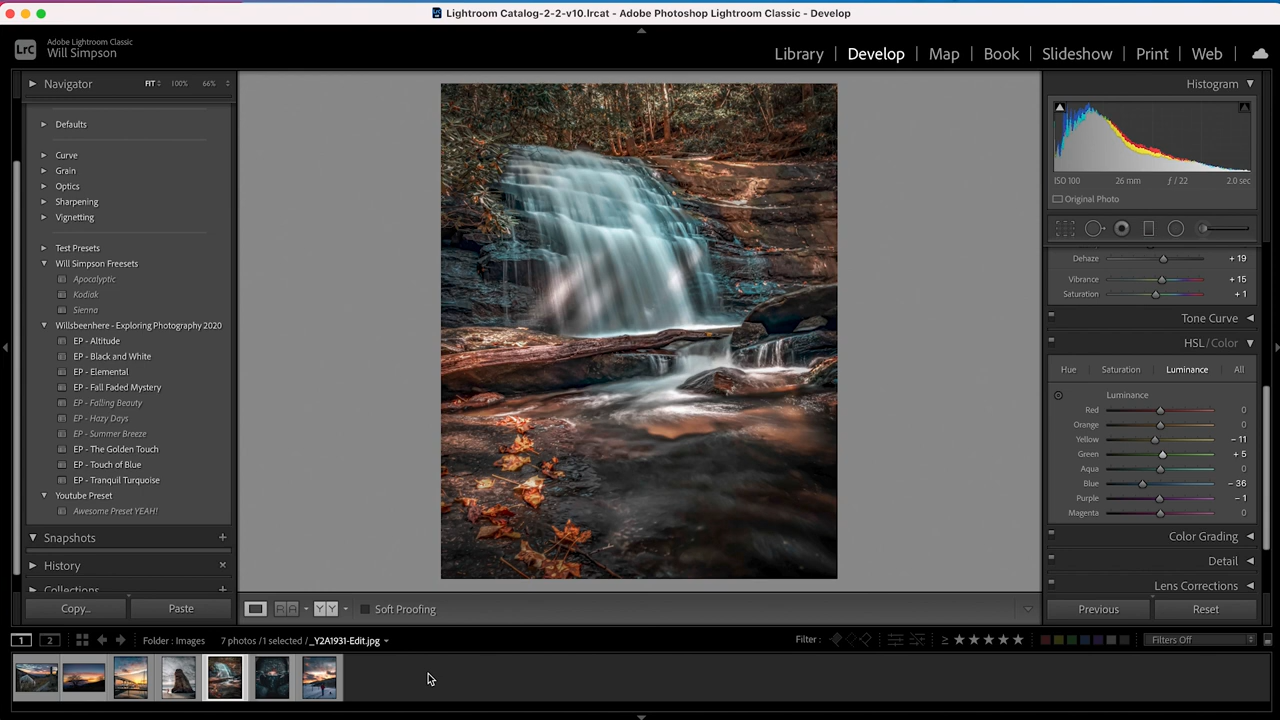 Lightroom Catalog-2-2-v10.lrcat - Adobe Photoshop Lightroom Classic - Develop
LrC
Adobe Lightroom Classic
Will Simpson
Library
Develop
Map
Book
Slideshow
Print
Web
Navigator
FIT
100%
66%
Defaults
Curve
Grain
Optics
Sharpening
Vignetting
Test Presets
Will Simpson Freesets
Apocalyptic
Kodiak
Sienna
Willsbeenhere - Exploring Photography 2020
EP - Altitude
EP - Black and White
EP - Elemental
EP - Fall Faded Mystery
EP - Falling Beauty
EP - Hazy Days
EP - Summer Breeze
EP - The Golden Touch
EP - Touch of Blue
EP - Tranquil Turquoise
Youtube Preset
Awesome Preset YEAH!
Snapshots
History
Collections
Copy...
Paste
Soft Proofing
Histogram
ISO 100 26 mm ƒ / 22 2.0 sec
Original Photo
Dehaze + 19
Vibrance + 15
Saturation + 1
Tone Curve
HSL / Color
Hue Saturation Luminance All
Luminance
Red 0
Orange 0
Yellow - 11
Green + 5
Aqua 0
Blue - 36
Purple - 1
Magenta 0
Color Grading
Detail
Lens Corrections
Previous
Reset
1 2 Folder : Images 7 photos / 1 selected / _Y2A1931-Edit.jpg
Filter : ≥ ★ ★ ★ ★ ★ Filters Off